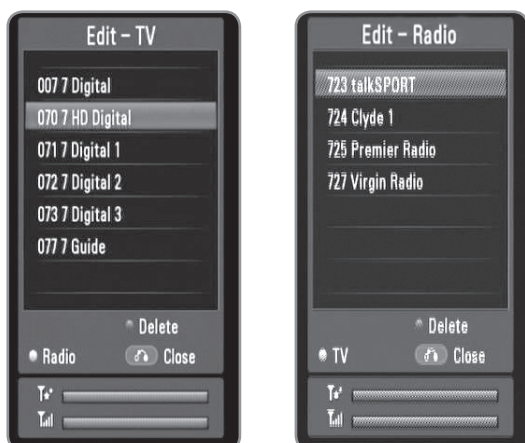 Edit – TV
007 7 Digital
070 7 HD Digital
071 7 Digital 1
072 7 Digital 2
073 7 Digital 3
077 7 Guide
Delete
Radio
Close
Edit – Radio
723 talkSPORT
724 Clyde 1
725 Premier Radio
727 Virgin Radio
Delete
TV
Close